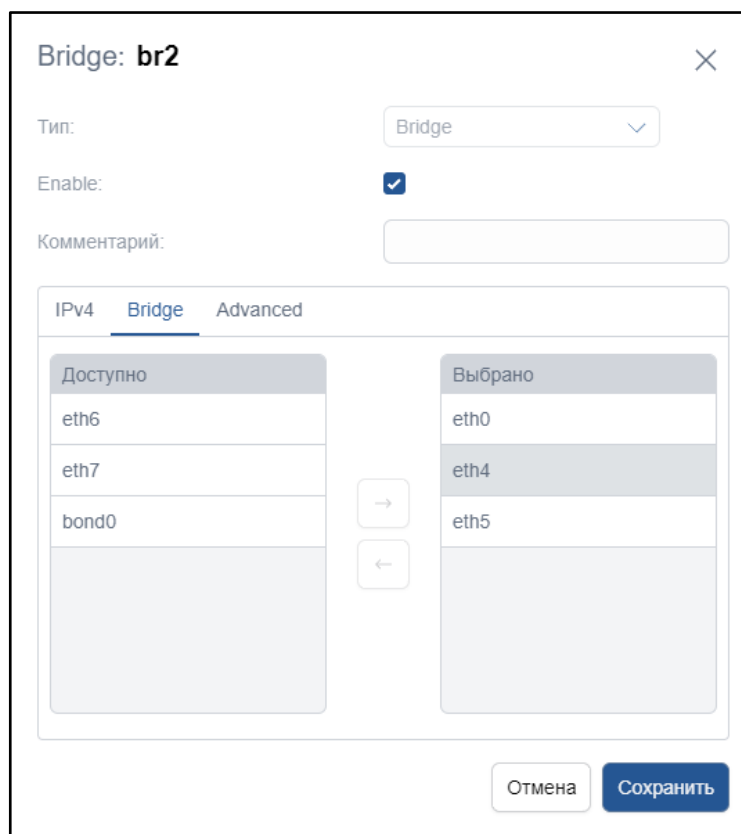 Bridge: br2
Тип: Bridge
Enable:
Комментарий:
IPv4 Bridge Advanced
Доступно Выбрано
eth6 eth0
eth7 eth4
bond0 eth5
Отмена Сохранить